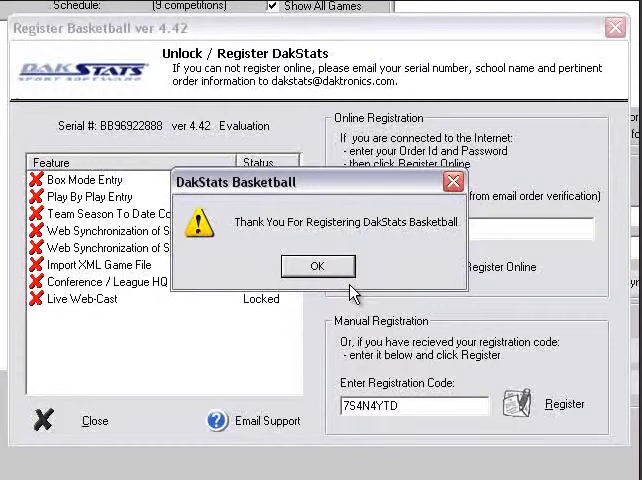 Schedule:
(9 competitions)
Show All Games
Register Basketball ver 4.42
DAKSTATS
SPORT SOFTWARE
Unlock / Register DakStats
If you can not register online, please email your serial number, school name and pertinent
order information to dakstats@daktronics.com.
Serial #: BB96922888 ver 4.42 Evaluation
Feature
Status
Box Mode Entry
Play By Play Entry
Team Season To Date Co
Web Synchronization of S
Web Synchronization of S
Import XML Game File
Conference / League HQ
Live Web-Cast
Locked
Close
Email Support
Online Registration
If you are connected to the Internet:
- enter your Order Id and Password
- then click Register Online
from email order verification)
Register Online
DakStats Basketball
Thank You For Registering DakStats Basketball
OK
Manual Registration
Or, if you have recieved your registration code:
- enter it below and click Register
Enter Registration Code:
7S4N4YTD
Register